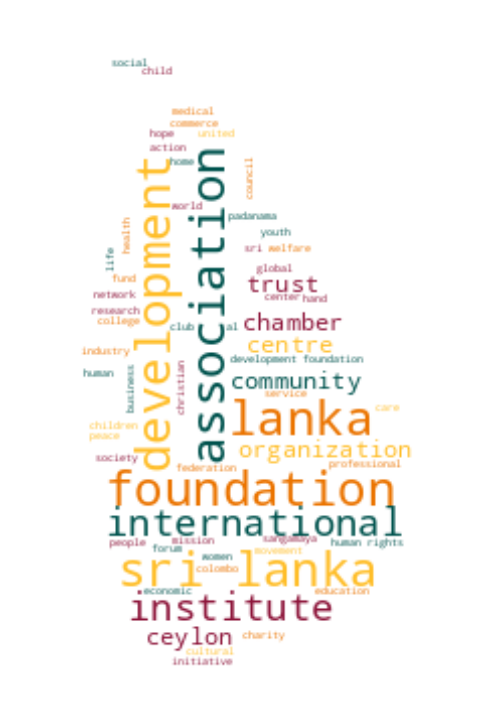 social
child
medical
commerce
hope united
action
home
association
development
council
world
padanama
youth
health
sri welfare
life
global
fund
trust
network
center hand
research
college
chamber
club al
centre
industry
development foundation
human
christian
business
community
service
lanka
care
children
peace
organization
society
professional
federation
foundation
international
people mission sangamaya human rights
forum
movement
women
colombo
sri lanka
economic education
institute
ceylon charity
cultural
initiative